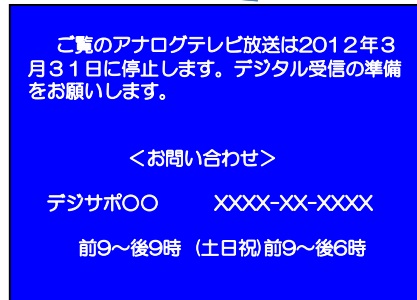 ご覧のアナログテレビ放送は2012年3
月31日に停止します。デジタル受信の準備
をお願いします。
＜お問い合わせ＞
デジサポ〇〇　XXXX-XX-XXXX
前9～後9時 (土日祝)前9～後6時